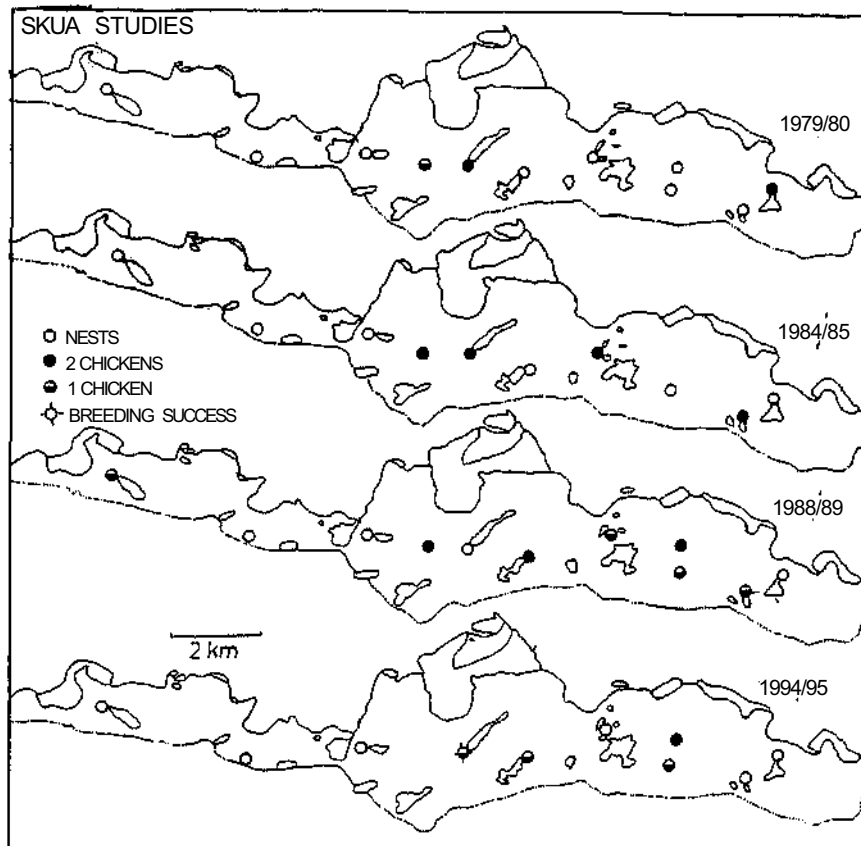 SKUA STUDIES
1979/80
1984/85
NESTS
2 CHICKENS
1 CHICKEN
BREEDING SUCCESS
1988/89
2 km
1994/95